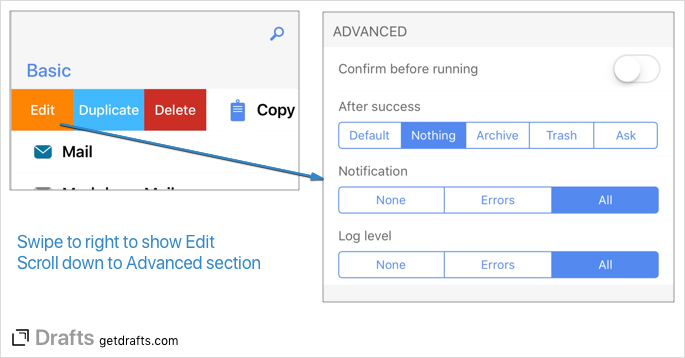 Basic
Edit Duplicate Delete Copy
Mail
Swipe to right to show Edit
Scroll down to Advanced section
ADVANCED
Confirm before running
After success
Default Nothing Archive Trash Ask
Notification
None Errors All
Log level
None Errors All
Drafts getdrafts.com